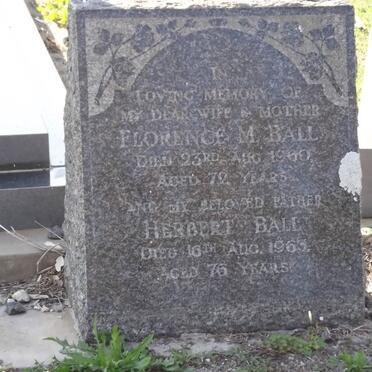 IN
LOVING MEMORY OF
MY DEAR WIFE & MOTHER
FLORENCE M. BALL
DIED 23RD AUG. 1960.
AGED 72 YEARS.
AND MY BELOVED FATHER
HERBERT BALL
DIED 16TH AUG. 1965.
AGED 76 YEARS.